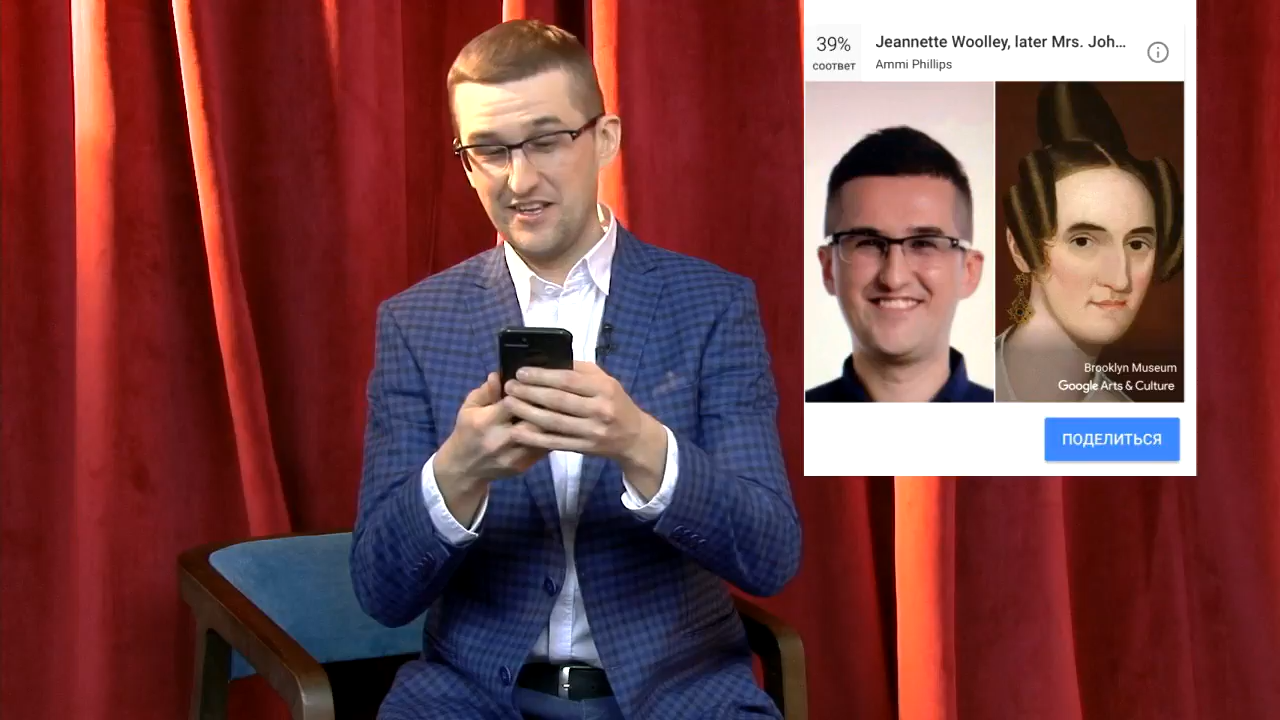 39%
соответ
Jeannette Woolley, later Mrs. Joh...
Ammi Phillips
Brooklyn Museum
Google Arts & Culture
ПОДЕЛИТЬСЯ